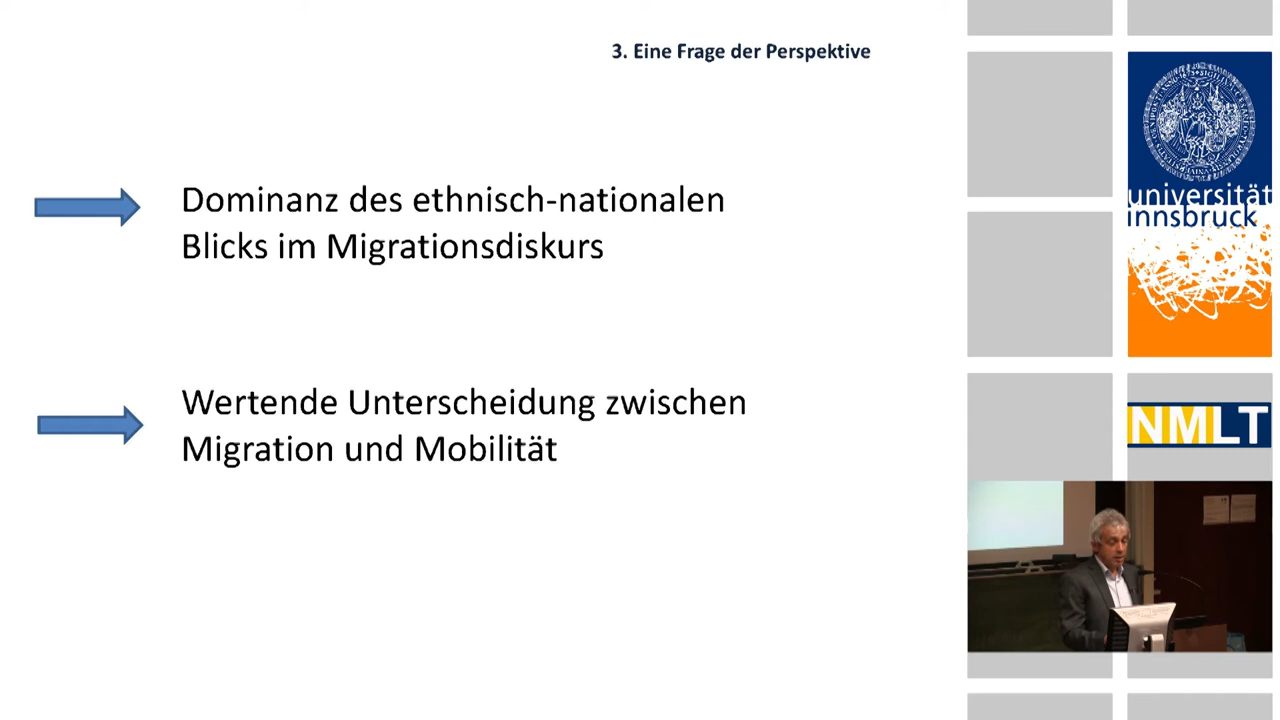 3. Eine Frage der Perspektive
Dominanz des ethnisch-nationalen
Blicks im Migrationsdiskurs
Wertende Unterscheidung zwischen
Migration und Mobilität
universität
innsbruck
NMLT